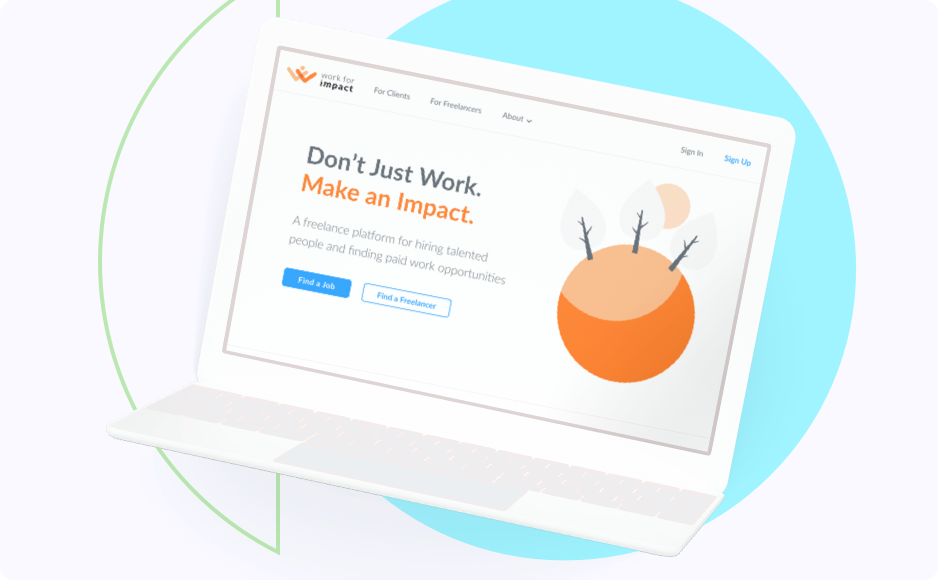 work for
impact
For Clients
For Freelancers
About
Sign In
Sign Up
Don't Just Work.
Make an Impact.
A freelance platform for hiring talented
people and finding paid work opportunities
Find a Job
Find a Freelancer